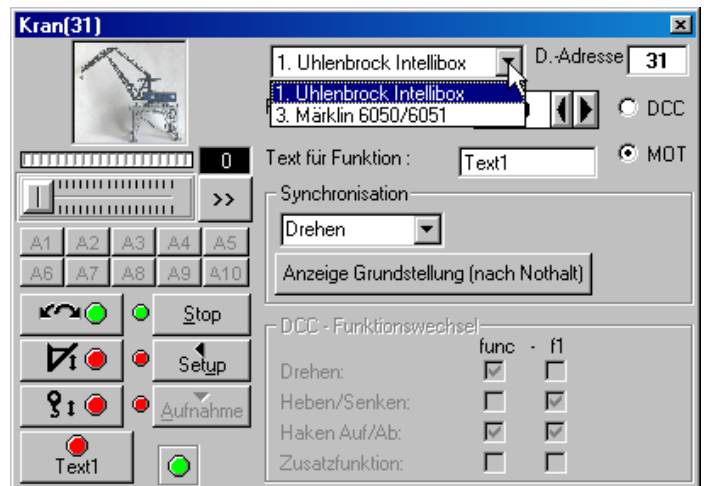 Kran(31)
1. Uhlenbrock Intellibox
D.-Adresse 31
1. Uhlenbrock Intellibox
3. Märklin 6050/6051
DCC
0
Text für Funktion :
Text1
MOT
>>
Synchronisation
Drehen
A1 A2 A3 A4 A5
A6 A7 A8 A9 A10
Anzeige Grundstellung (nach Nothalt)
Stop
DCC - Funktionswechsel
func - f1
Setup
Drehen:
Heben/Senken:
Aufnahme
Haken Auf/Ab:
Text1
Zusatzfunktion: